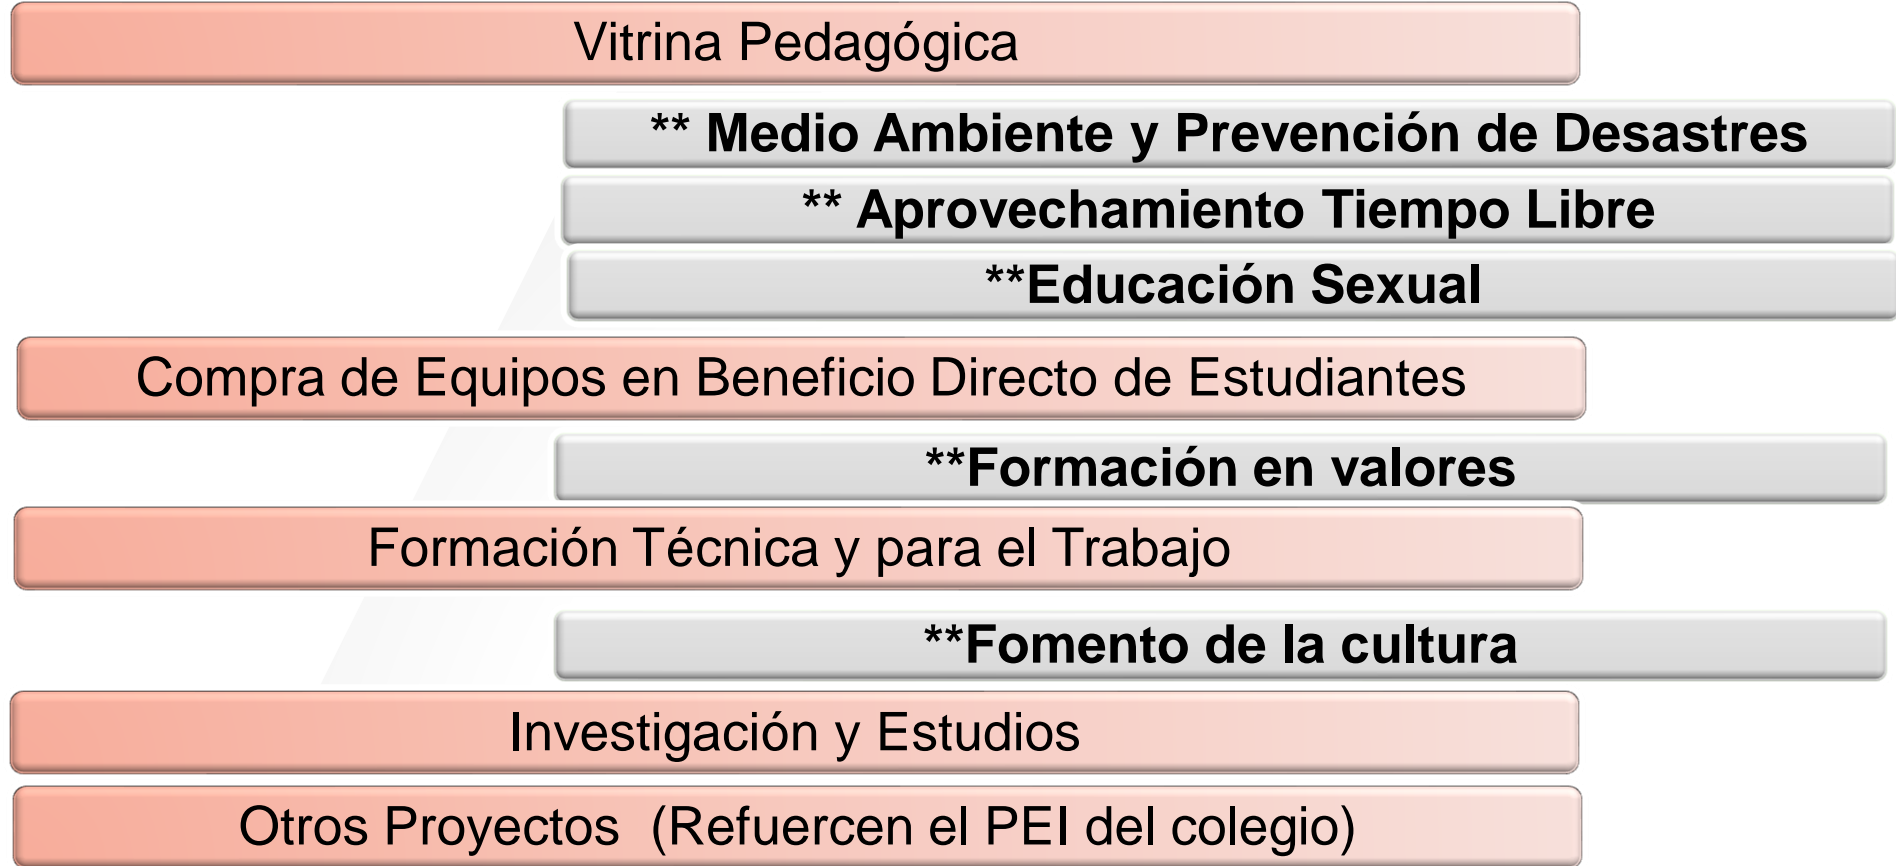 Vitrina Pedagógica
** Medio Ambiente y Prevención de Desastres
** Aprovechamiento Tiempo Libre
**Educación Sexual
Compra de Equipos en Beneficio Directo de Estudiantes
**Formación en valores
Formación Técnica y para el Trabajo
**Fomento de la cultura
Investigación y Estudios
Otros Proyectos (Refuercen el PEI del colegio)